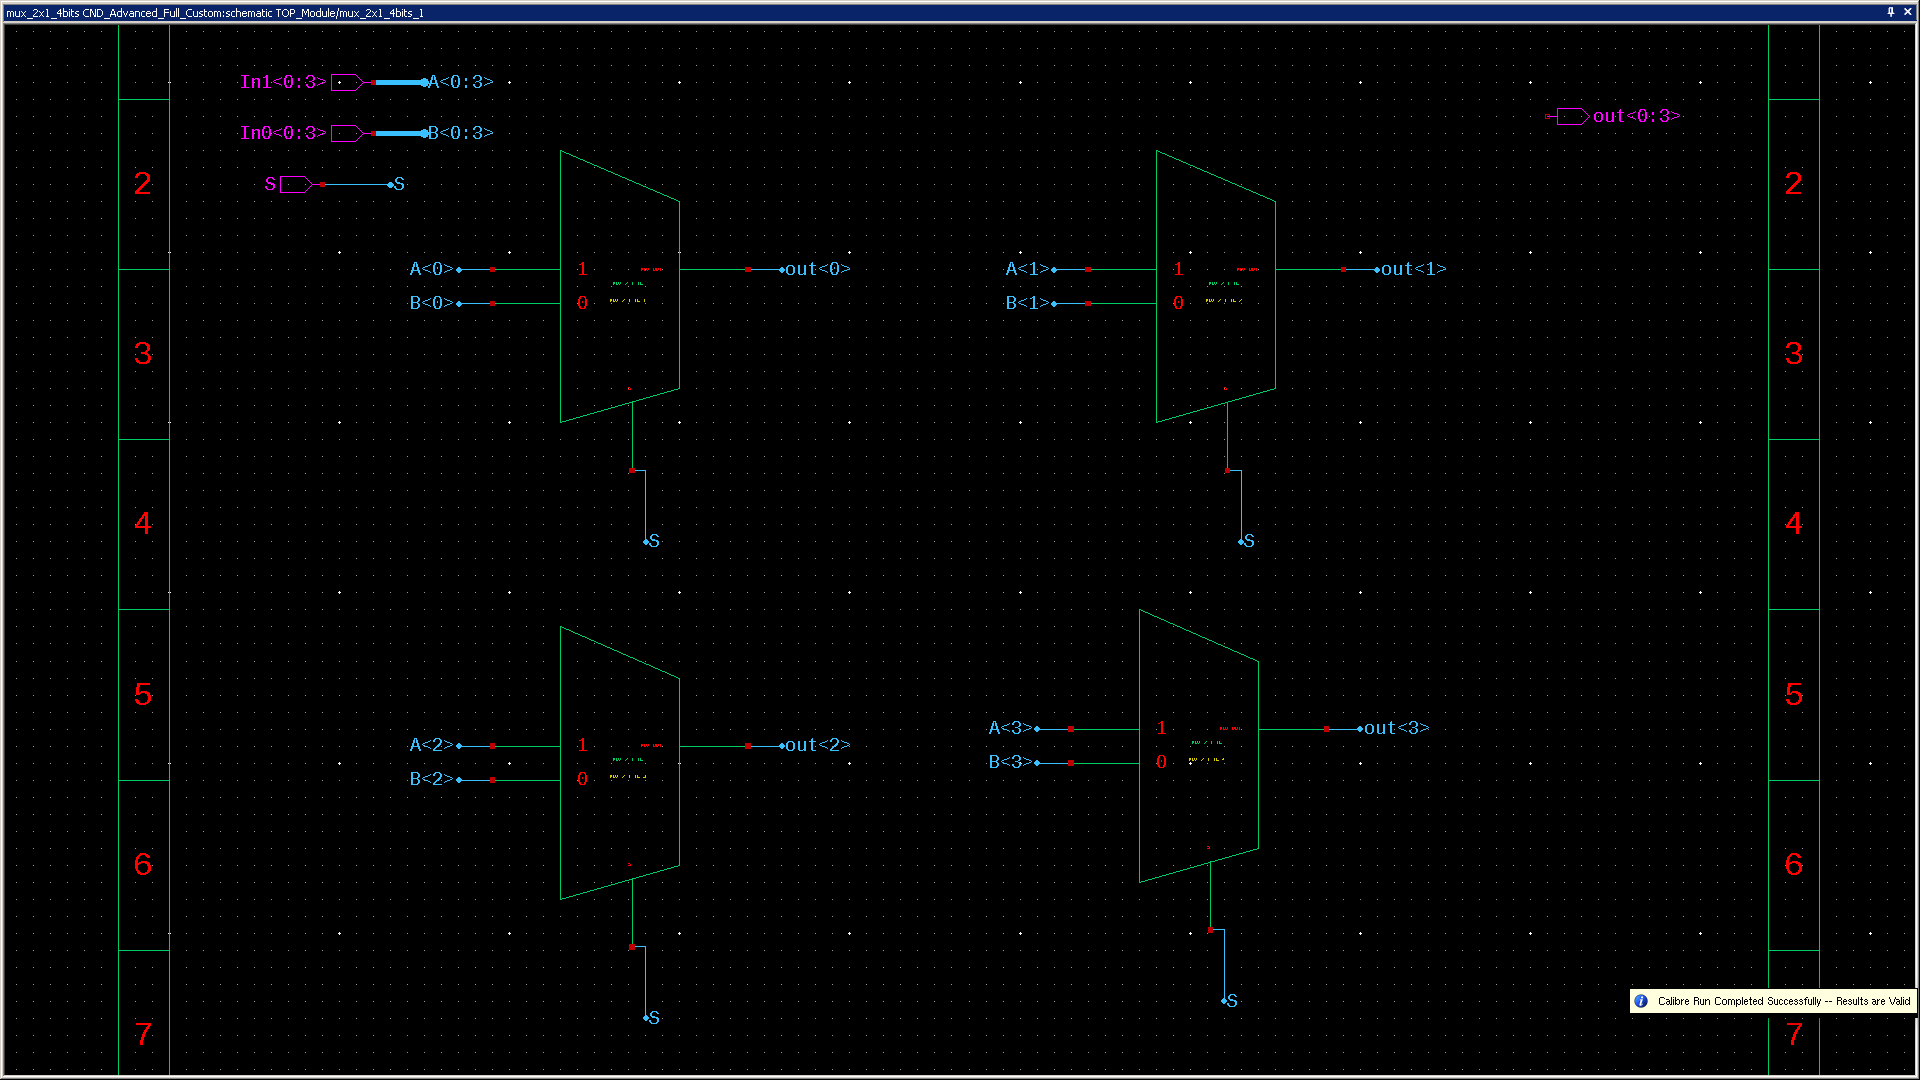 mux_2x1_4bits CND_Advanced_Full_Custom:schematic TOP_Module/mux_2x1_4bits_1
In1<0:3> A<0:3>
out<0:3>
In0<0:3> B<0:3>
2 S S 2
A<0> 1 out<0> A<1> 1 out<1>
B<0> 0 B<1> 0
3 3
4 4
S S
5 5
A<3> 1 out<3>
A<2> 1 out<2>
B<3> 0
B<2> 0
6 6
S
Calibre Run Completed Successfully -- Results are Valid
S
7 7